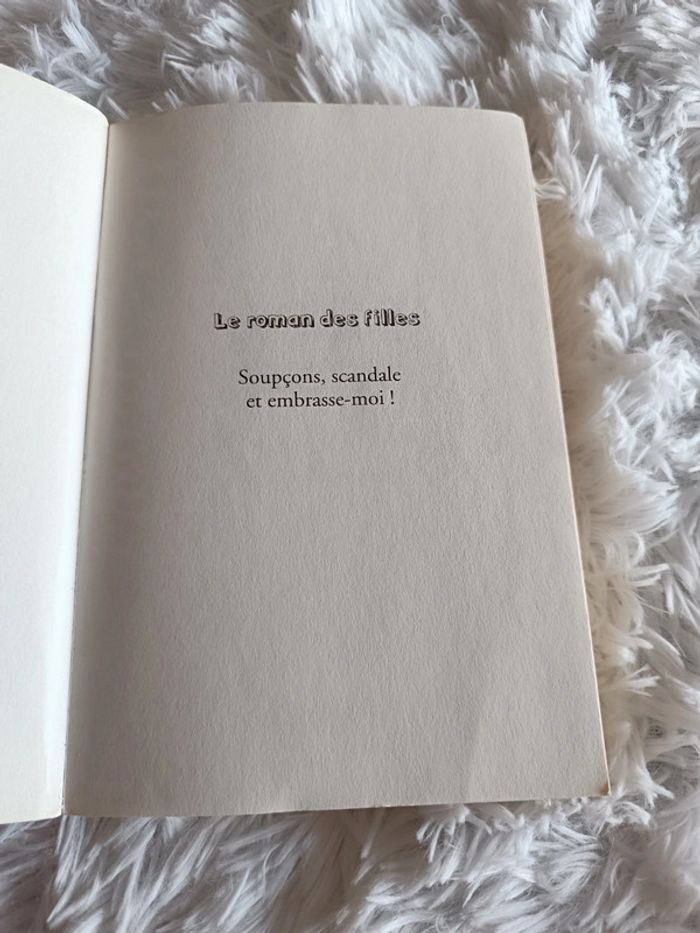 Le roman des filles
Soupçons, scandale
et embrasse-moi !